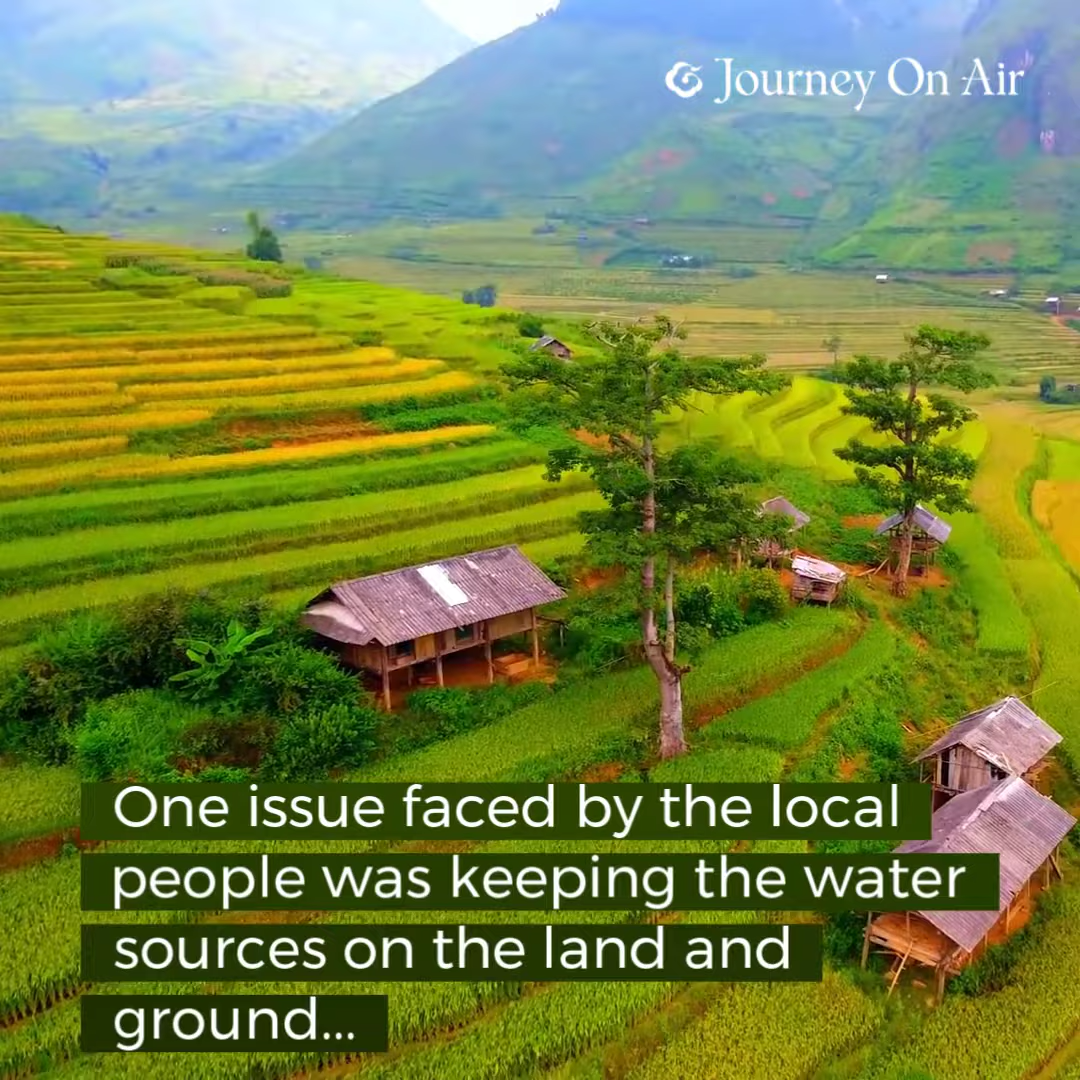 Journey On Air
One issue faced by the local
people was keeping the water
sources on the land and
ground...